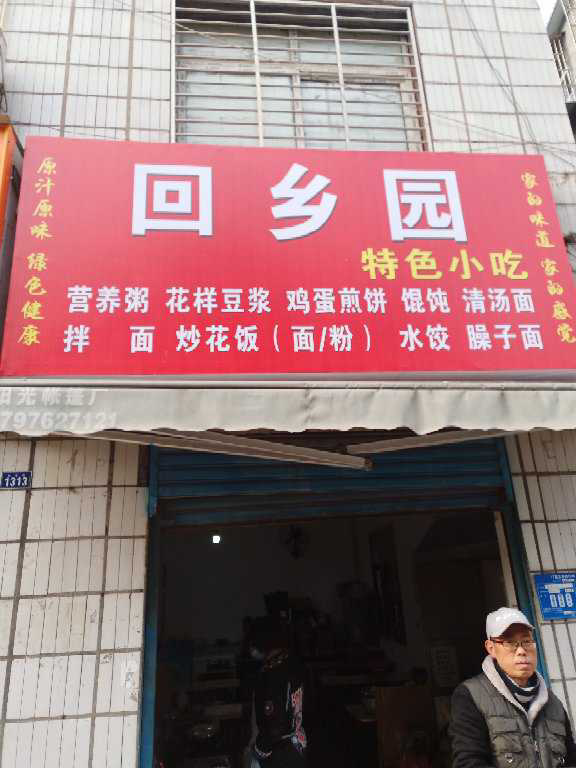 原汁原味 绿色健康
回乡园
家的味道 家的感觉
特色小吃
营养粥 花样豆浆 鸡蛋煎饼 馄饨 清汤面
拌 面 炒花饭（面/粉） 水饺 臊子面
阳光帐篷厂
797627121
1313